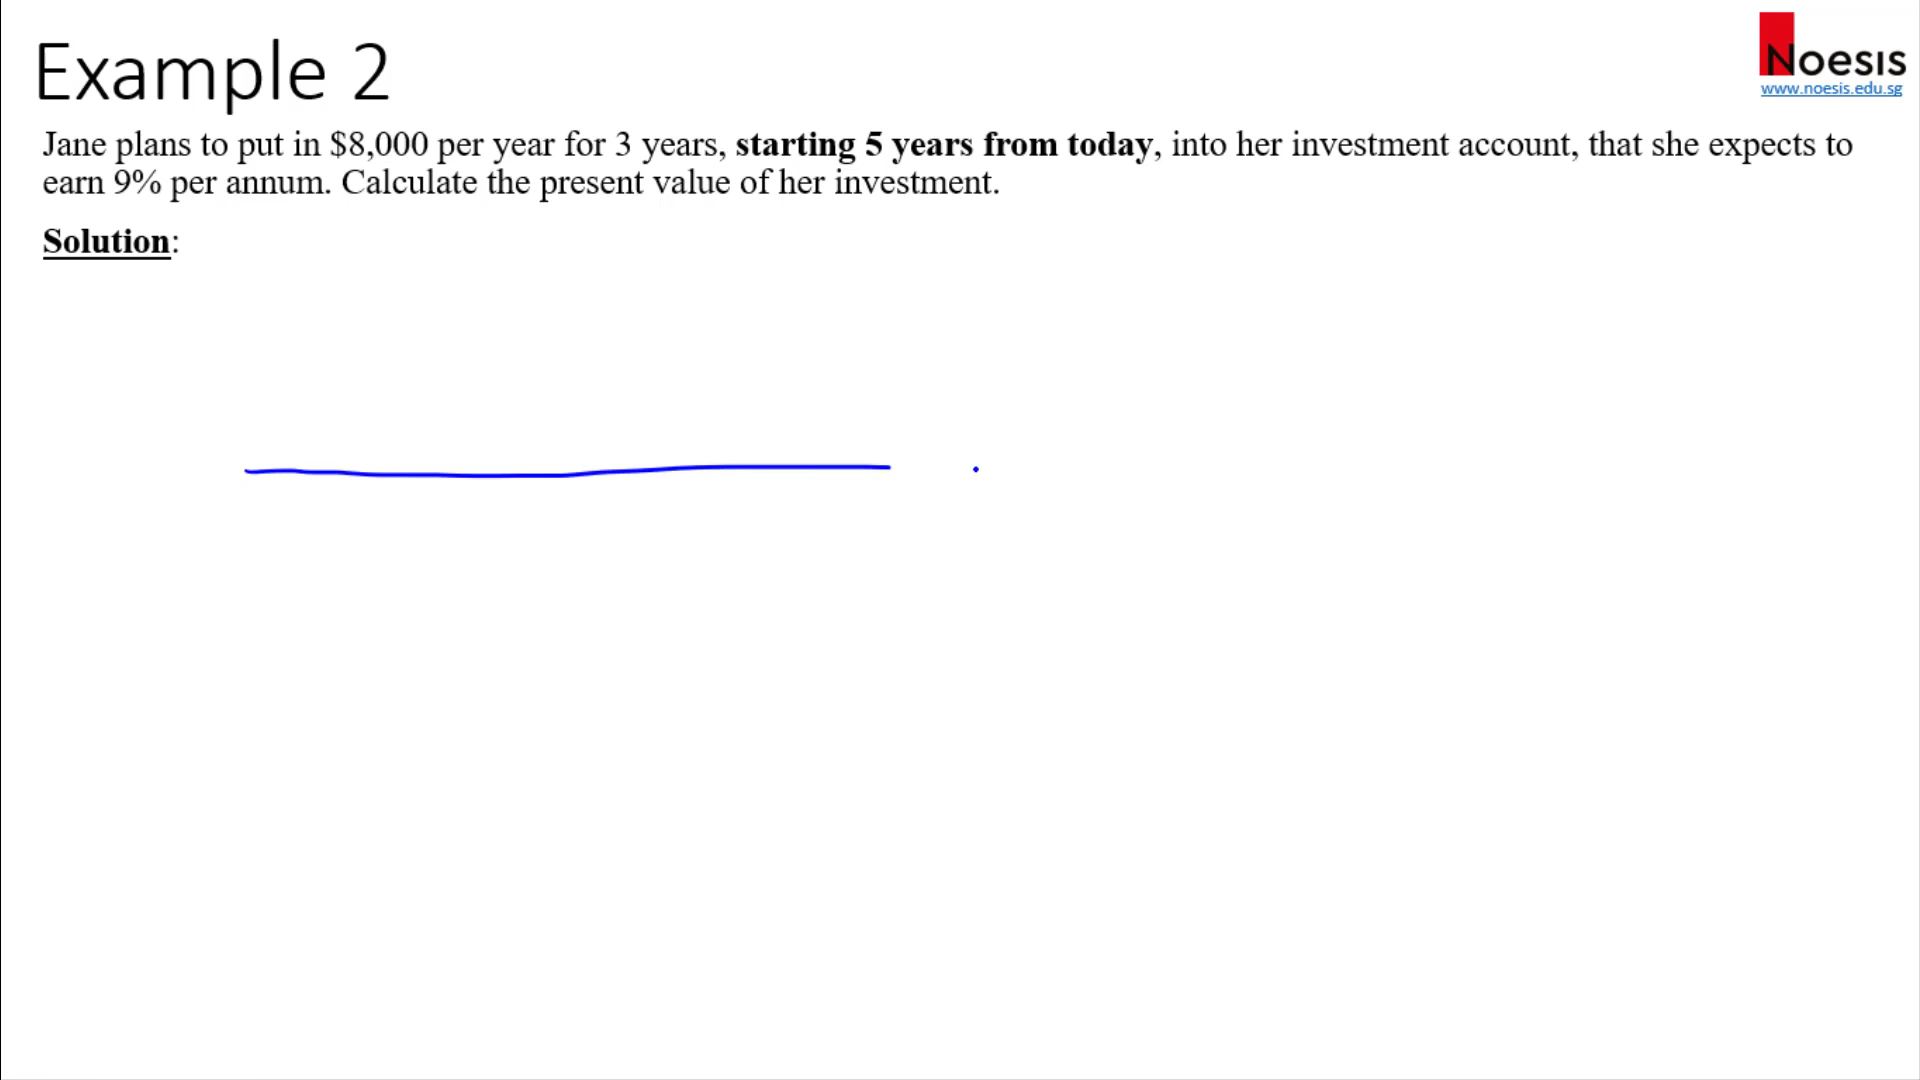 Example 2
Noesis
www.noesis.edu.sg
Jane plans to put in $8,000 per year for 3 years, starting 5 years from today, into her investment account, that she expects to
earn 9% per annum. Calculate the present value of her investment.
Solution: